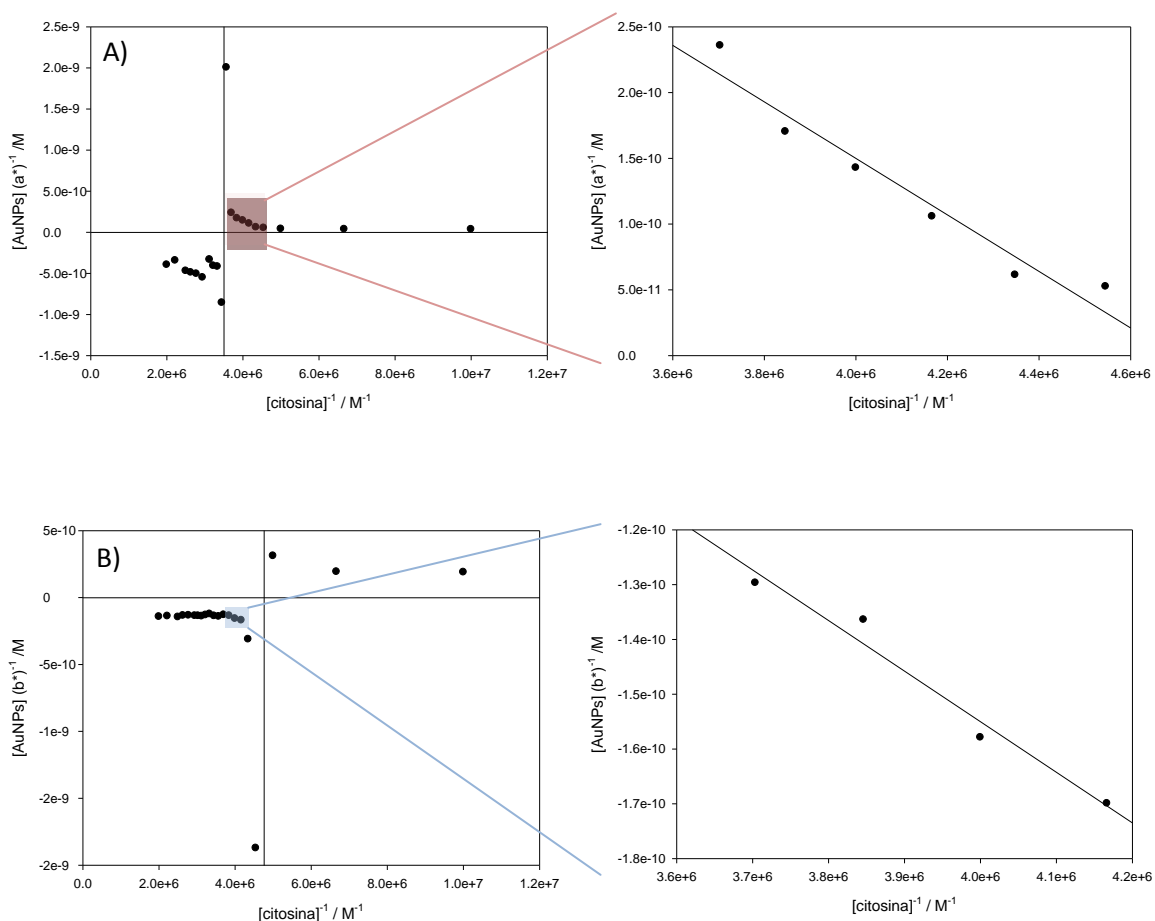 A)
[AuNPs] (a*)⁻¹ /M
2.5e-9
2.0e-9
1.5e-9
1.0e-9
5.0e-10
0.0
-5.0e-10
-1.0e-9
-1.5e-9
0.0 2.0e+6 4.0e+6 6.0e+6 8.0e+6 1.0e+7 1.2e+7
[citosina]⁻¹ / M⁻¹
[AuNPs] (a*)⁻¹ /M
2.5e-10
2.0e-10
1.5e-10
1.0e-10
5.0e-11
0.0
3.6e+6 4.0e+6 4.2e+6 4.4e+6 4.6e+6
[citosina]⁻¹ / M⁻¹
B)
[AuNPs] (b*)⁻¹ /M
5e-10
0
-5e-10
-1e-9
-2e-9
-2e-9
0.0 2.0e+6 4.0e+6 6.0e+6 8.0e+6 1.0e+7 1.2e+7
[citosina]⁻¹ / M⁻¹
[AuNPs] (b*)⁻¹ /M
-1.2e-10
-1.3e-10
-1.4e-10
-1.5e-10
-1.6e-10
-1.7e-10
-1.8e-10
3.6e+6 3.7e+6 3.8e+6 3.9e+6 4.0e+6 4.1e+6 4.2e+6
[citosina]⁻¹ / M⁻¹